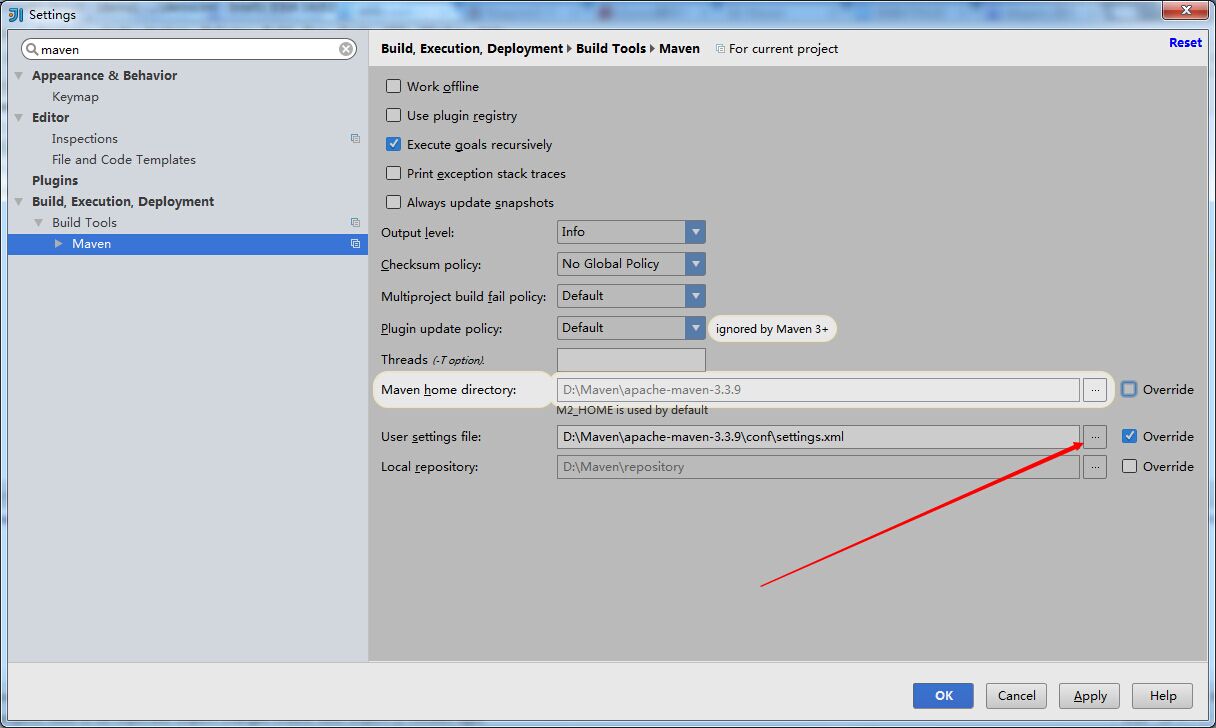 Settings
maven
Appearance & Behavior
Keymap
Editor
Inspections
File and Code Templates
Plugins
Build, Execution, Deployment
Build Tools
Maven
Build, Execution, Deployment Build Tools Maven For current project
Reset
Work offline
Use plugin registry
Execute goals recursively
Print exception stack traces
Always update snapshots
Output level: Info
Checksum policy: No Global Policy
Multiproject build fail policy: Default
Plugin update policy: Default ignored by Maven 3+
Threads (-T option).
Maven home directory: D:\Maven\apache-maven-3.3.9 ... Override
M2_HOME is used by default
User settings file: D:\Maven\apache-maven-3.3.9\conf\settings.xml ... Override
Local repository: D:\Maven\repository ... Override
OK Cancel Apply Help